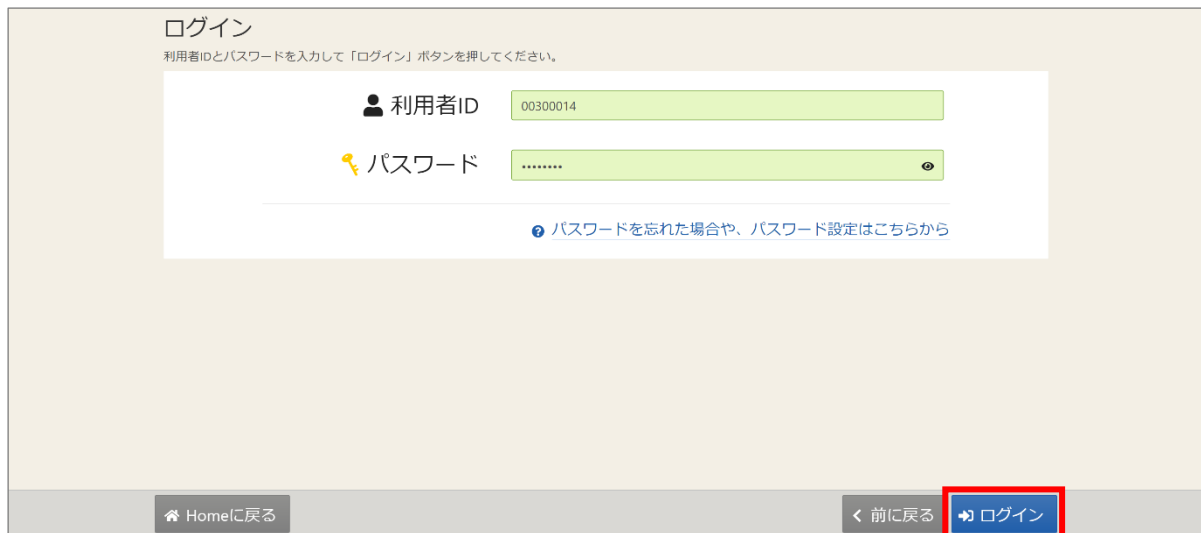 ログイン
利用者IDとパスワードを入力して「ログイン」ボタンを押してください。
利用者ID
00300014
パスワード
••••••••
パスワードを忘れた場合や、パスワード設定はこちらから
Homeに戻る
前に戻る
ログイン